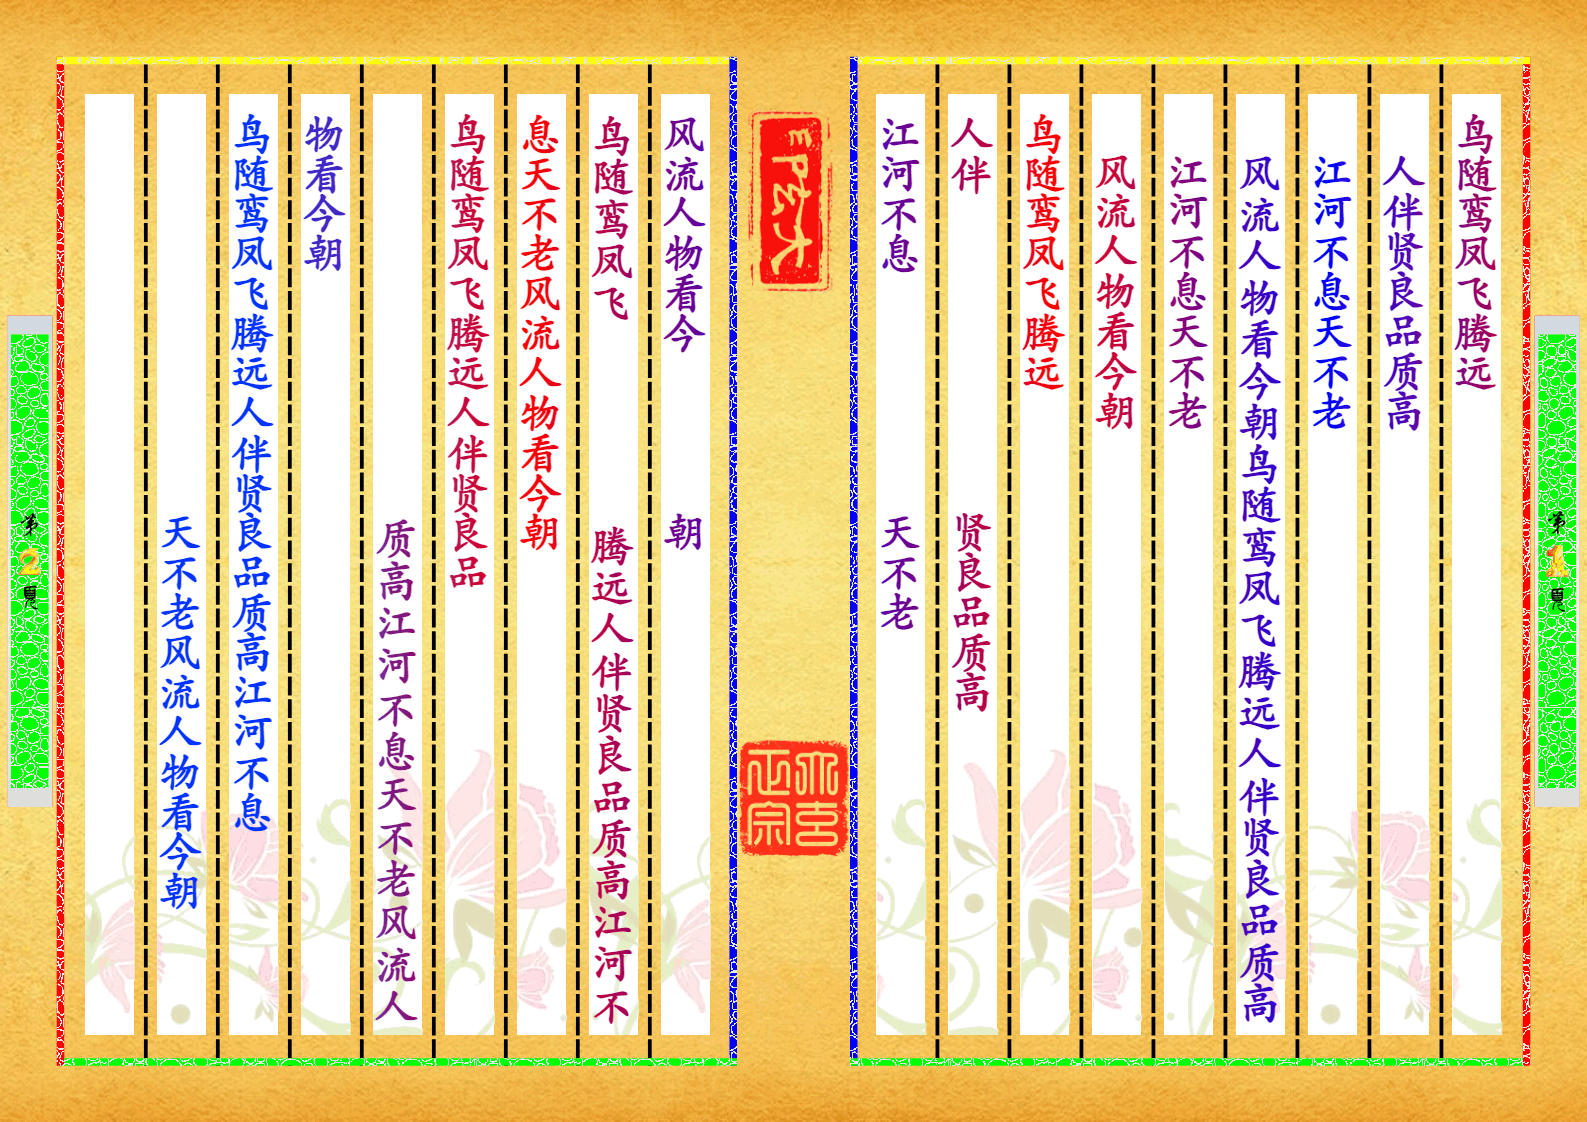 第1頁
鸟随鸾凤飞腾远
人伴贤良品质高
江河不息天不老
风流人物看今朝鸟随鸾凤飞腾远人伴贤良品质高
江河不息天不老
风流人物看今朝
鸟随鸾凤飞腾远
人伴 贤良品质高
江河不息 天不老
风流人物看今 朝
鸟随鸾凤飞 腾远人伴贤良品质高江河不
息天不老风流人物看今朝
鸟随鸾凤飞腾远人伴贤良品
质高江河不息天不老风流人
物看今朝
鸟随鸾凤飞腾远人伴贤良品质高江河不息
天不老风流人物看今朝
第2頁